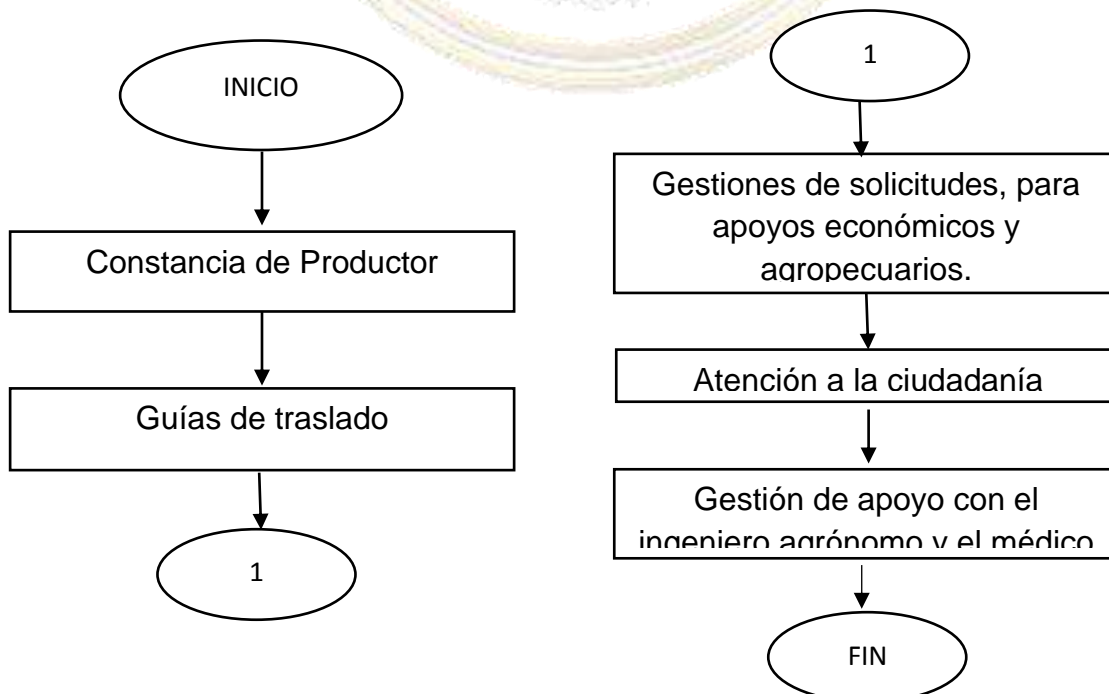 INICIO
Constancia de Productor
Guías de traslado
1
1
Gestiones de solicitudes, para
apoyos económicos y
agropecuarios.
Atención a la ciudadanía
Gestión de apoyo con el
ingeniero agrónomo y el médico
FIN